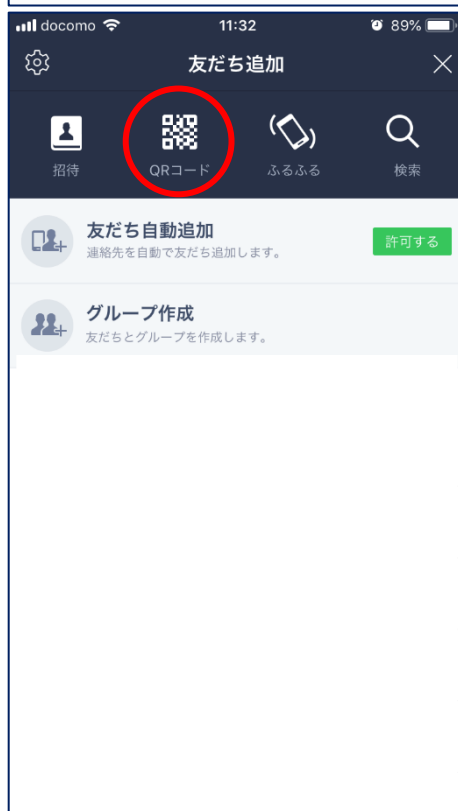 docomo 11:32 89%
友だち追加
招待 QRコード ふるふる 検索
友だち自動追加
連絡先を自動で友だち追加します。
許可する
グループ作成
友だちとグループを作成します。